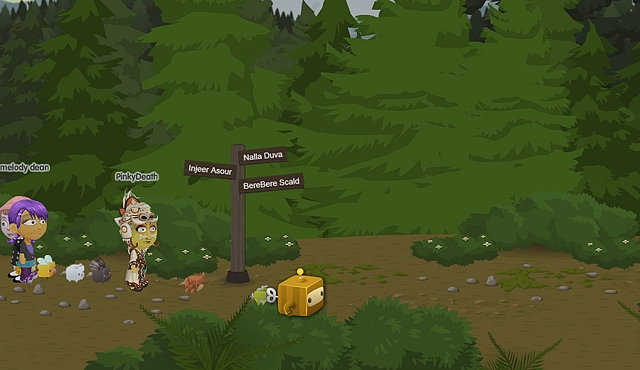 Nalla Duva
Injeer Asour
BereBere Scald
melody dean
PinkyDeath